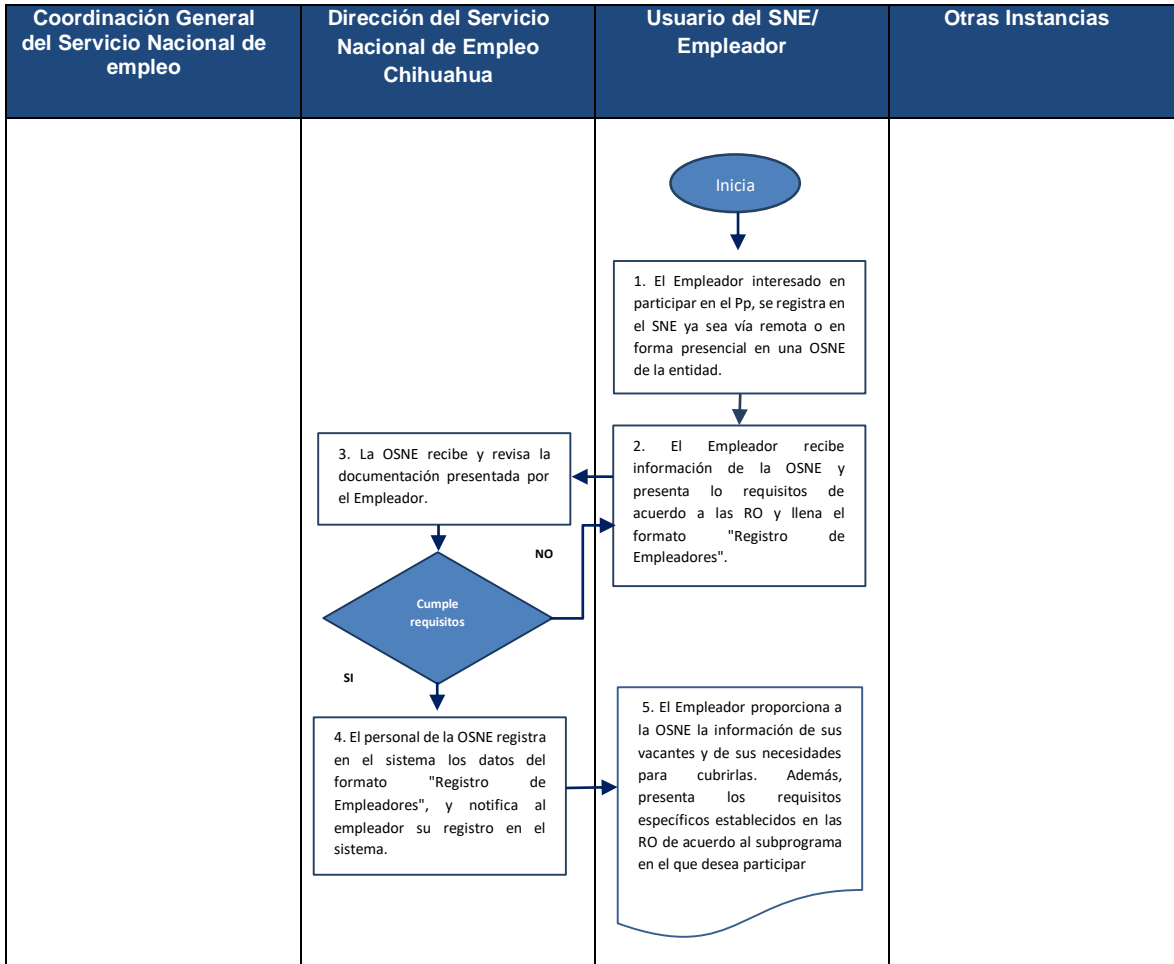 Coordinación General
del Servicio Nacional de
empleo
Dirección del Servicio
Nacional de Empleo
Chihuahua
Usuario del SNE/
Empleador
Otras Instancias
Inicia
1. El Empleador interesado en
participar en el Pp, se registra en
el SNE ya sea vía remota o en
forma presencial en una OSNE
de la entidad.
2. El Empleador recibe
información de la OSNE y
presenta lo requisitos de
acuerdo a las RO y llena el
formato "Registro de
Empleadores".
3. La OSNE recibe y revisa la
documentación presentada por
el Empleador.
NO
Cumple
requisitos
SI
4. El personal de la OSNE registra
en el sistema los datos del
formato "Registro de
Empleadores", y notifica al
empleador su registro en el
sistema.
5. El Empleador proporciona a
la OSNE la información de sus
vacantes y de sus necesidades
para cubrirlas. Además,
presenta los requisitos
específicos establecidos en las
RO de acuerdo al subprograma
en el que desea participar